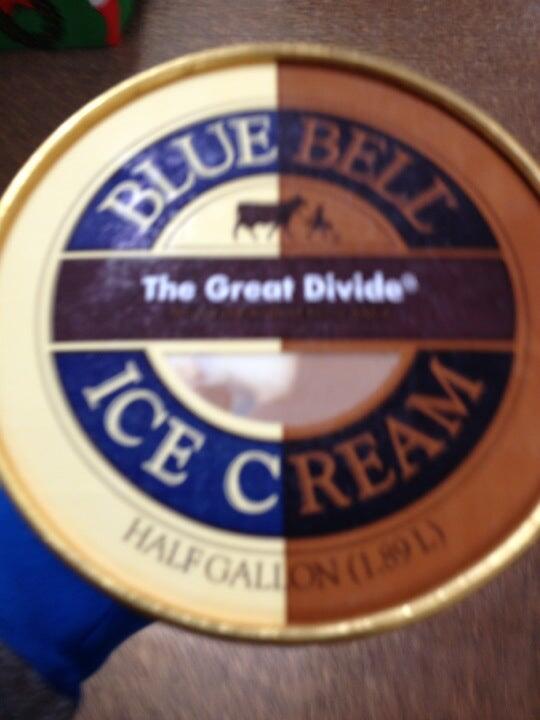 BLUE BELL
The Great Divide®
ICE CREAM
HALF GALLON (1.89 L)